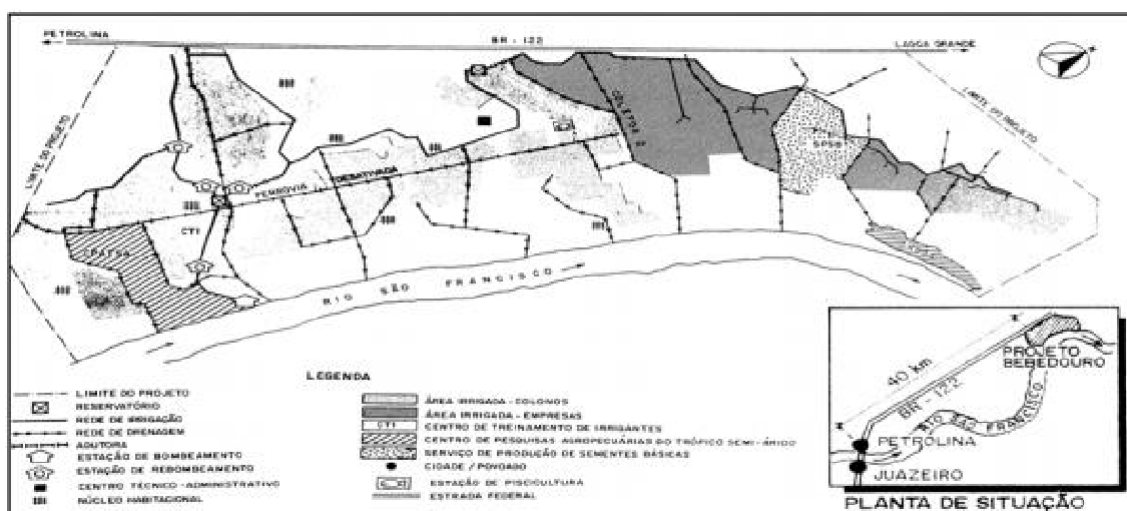 PETROLINA
BR - 122
LAGOA GRANDE
LIMITE DO PROJETO
LIMITE DO PROJETO
COLETOR
SPSB
FERROVIA DESATIVADA
CTI
CPATSA
RIO SÃO FRANCISCO
LEGENDA
LIMITE DO PROJETO
RESERVATÓRIO
REDE DE IRRIGAÇÃO
REDE DE DRENAGEM
ADUTORA
ESTAÇÃO DE BOMBEAMENTO
ESTAÇÃO DE REBOMBEAMENTO
CENTRO TÉCNICO-ADMINISTRATIVO
NÚCLEO HABITACIONAL
ÁREA IRRIGADA-COLONOS
ÁREA IRRIGADA-EMPRESAS
CTI CENTRO DE TREINAMENTO DE IRRIGANTES
CENTRO DE PESQUISAS AGROPECUÁRIAS DO TRÓPICO SEMI-ÁRIDO
SERVIÇO DE PRODUÇÃO DE SEMENTES BÁSICAS
CIDADE / POVOADO
ESTAÇÃO DE PISCICULTURA
ESTRADA FEDERAL
40 km
BR-122
PROJETO
BEBEDOURO
RIO SÃO FRANCISCO
PETROLINA
JUAZEIRO
PLANTA DE SITUAÇÃO